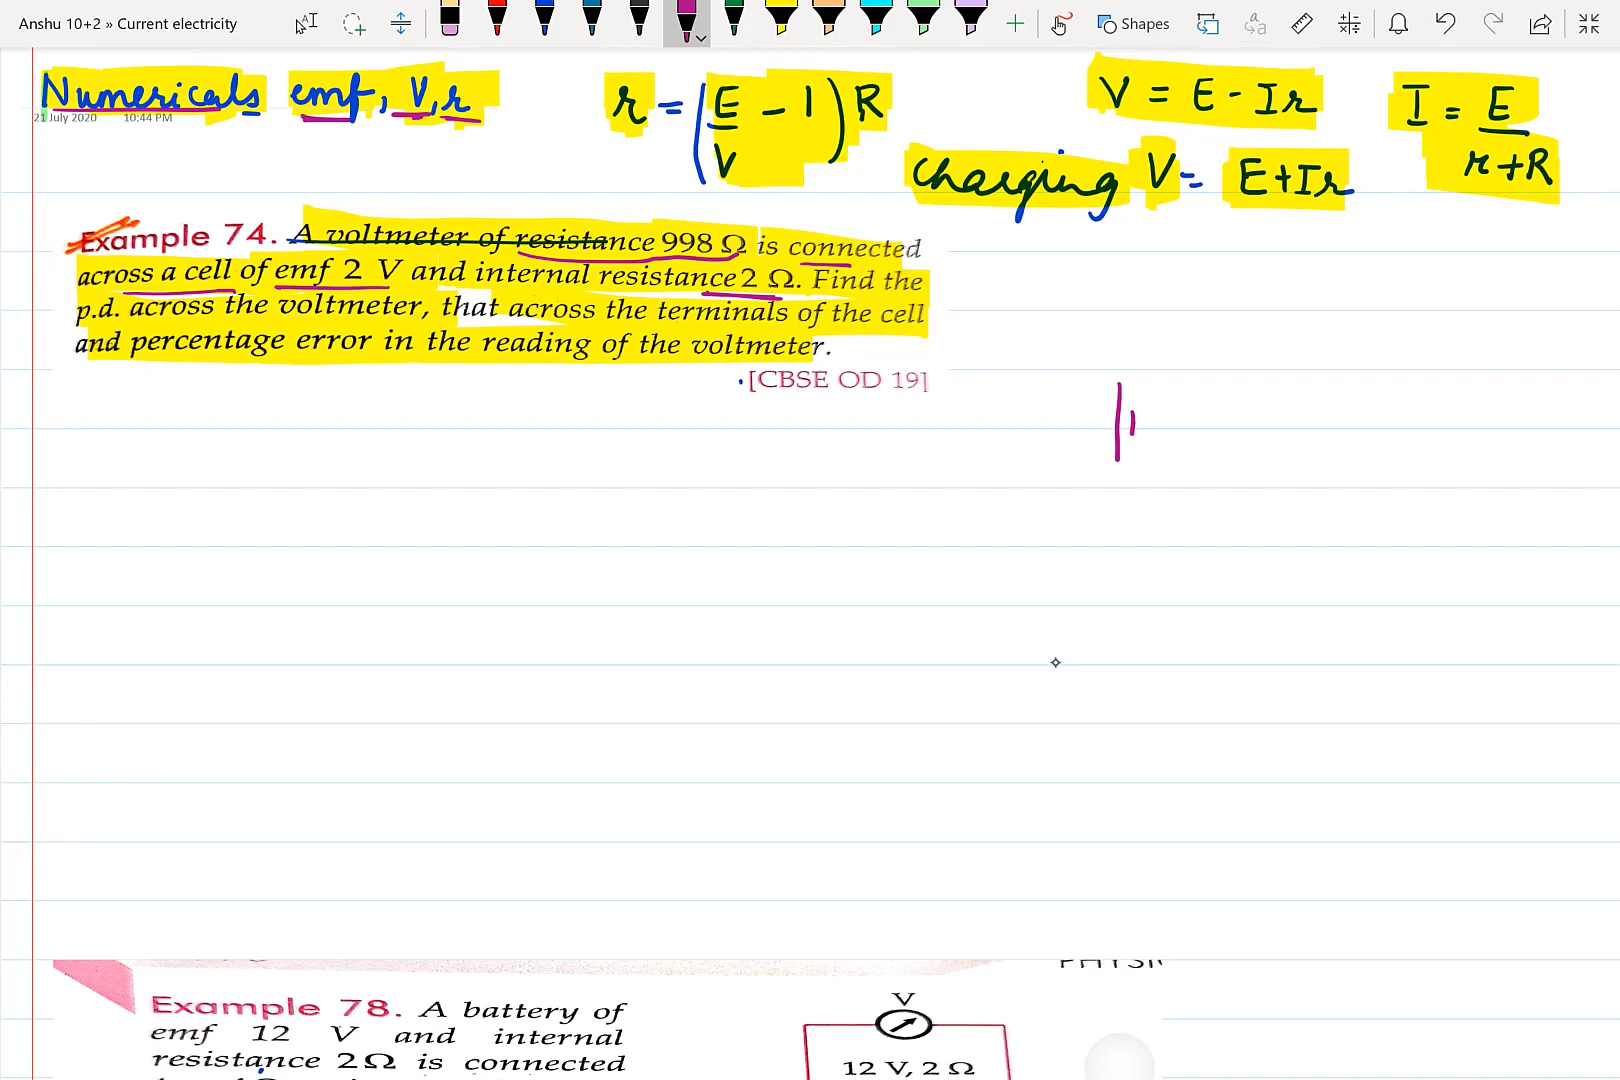 Anshu 10+2 » Current electricity
Shapes
Numericals emf, V, r
r = (E/V - 1) R
V = E - Ir
I = E/r+R
21 July 2020 10:44 PM
charging V = E+Ir
Example 74. A voltmeter of resistance 998 Ω is connected
across a cell of emf 2 V and internal resistance 2 Ω. Find the
p.d. across the voltmeter, that across the terminals of the cell
and percentage error in the reading of the voltmeter.
[CBSE OD 19]
Example 78. A battery of
emf 12 V and internal
resistance 2Ω is connected
V
12 V, 2 Ω